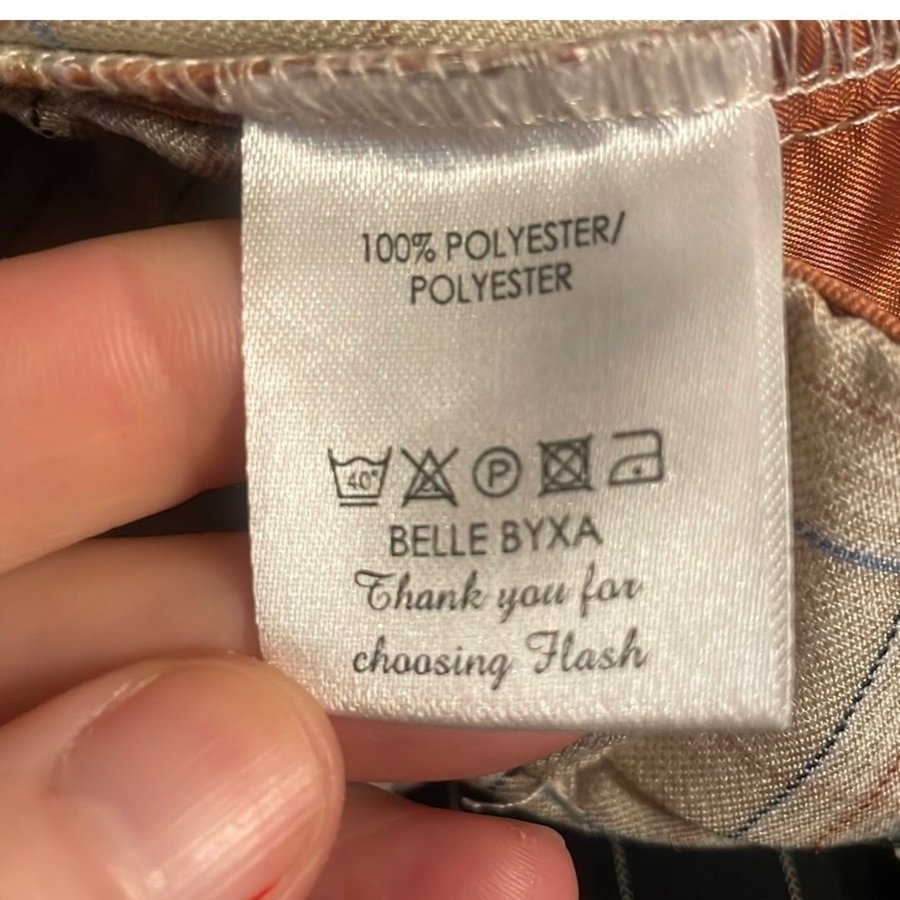 100% POLYESTER/
POLYESTER
40°
P
BELLE BYXA
Thank you for
choosing Flash